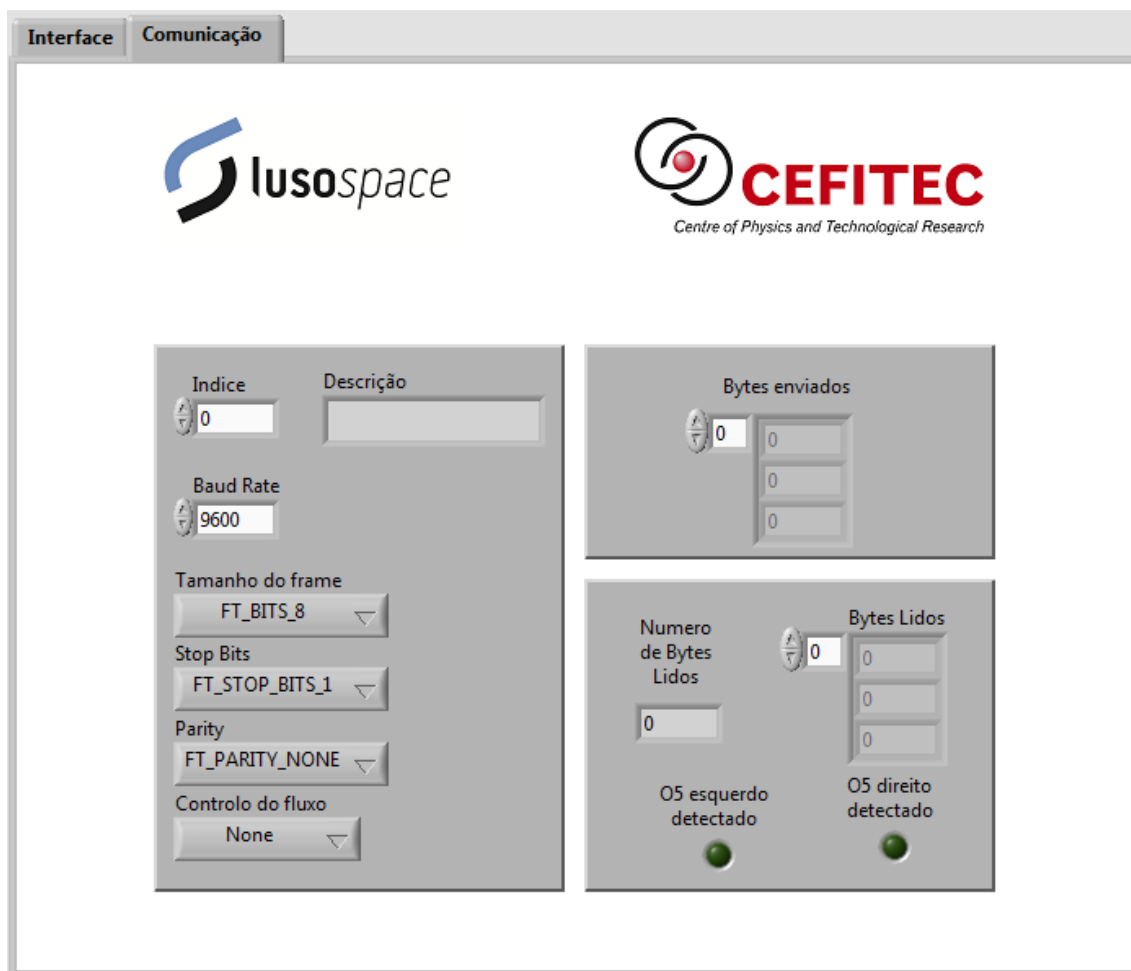 Interface
Comunicação
lusospace
CEFITEC
Centre of Physics and Technological Research
Indice
Descrição
0
Baud Rate
9600
Tamanho do frame
FT_BITS_8
Stop Bits
FT_STOP_BITS_1
Parity
FT_PARITY_NONE
Controlo do fluxo
None
Bytes enviados
0
0
0
0
Numero
de Bytes
Lidos
0
Bytes Lidos
0
0
0
0
O5 esquerdo
detectado
O5 direito
detectado